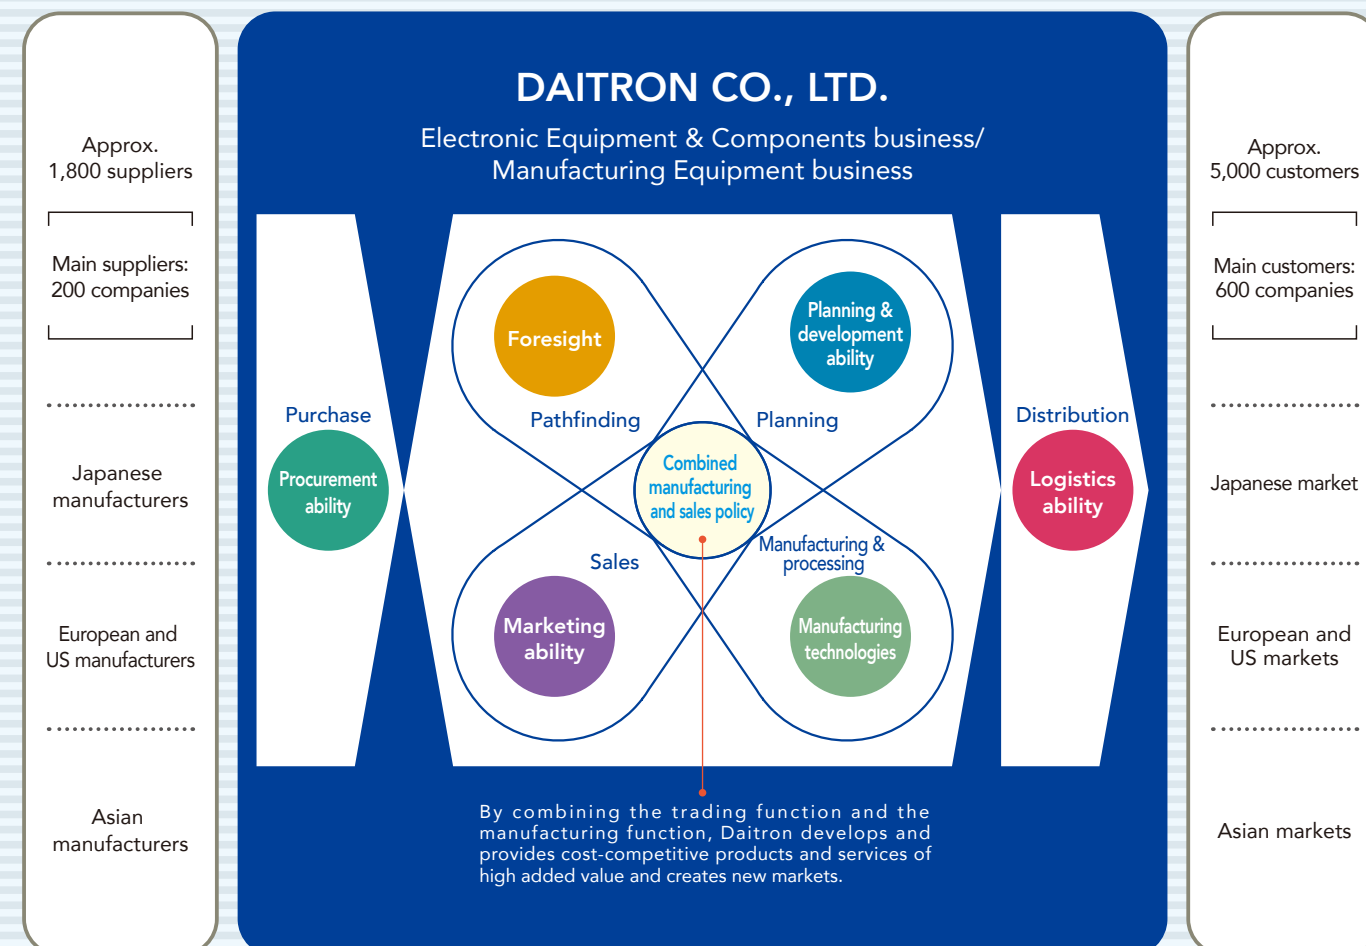 Approx.
1,800 suppliers
Main suppliers:
200 companies
Japanese
manufacturers
European and
US manufacturers
Asian
manufacturers
DAITRON CO., LTD.
Electronic Equipment & Components business/
Manufacturing Equipment business
Purchase
Procurement
ability
Foresight
Pathfinding
Planning &
development
ability
Planning
Combined
manufacturing
and sales policy
Sales
Marketing
ability
Manufacturing &
processing
Manufacturing
technologies
Distribution
Logistics
ability
By combining the trading function and the
manufacturing function, Daitron develops and
provides cost-competitive products and services of
high added value and creates new markets.
Approx.
5,000 customers
Main customers:
600 companies
Japanese market
European and
US markets
Asian markets